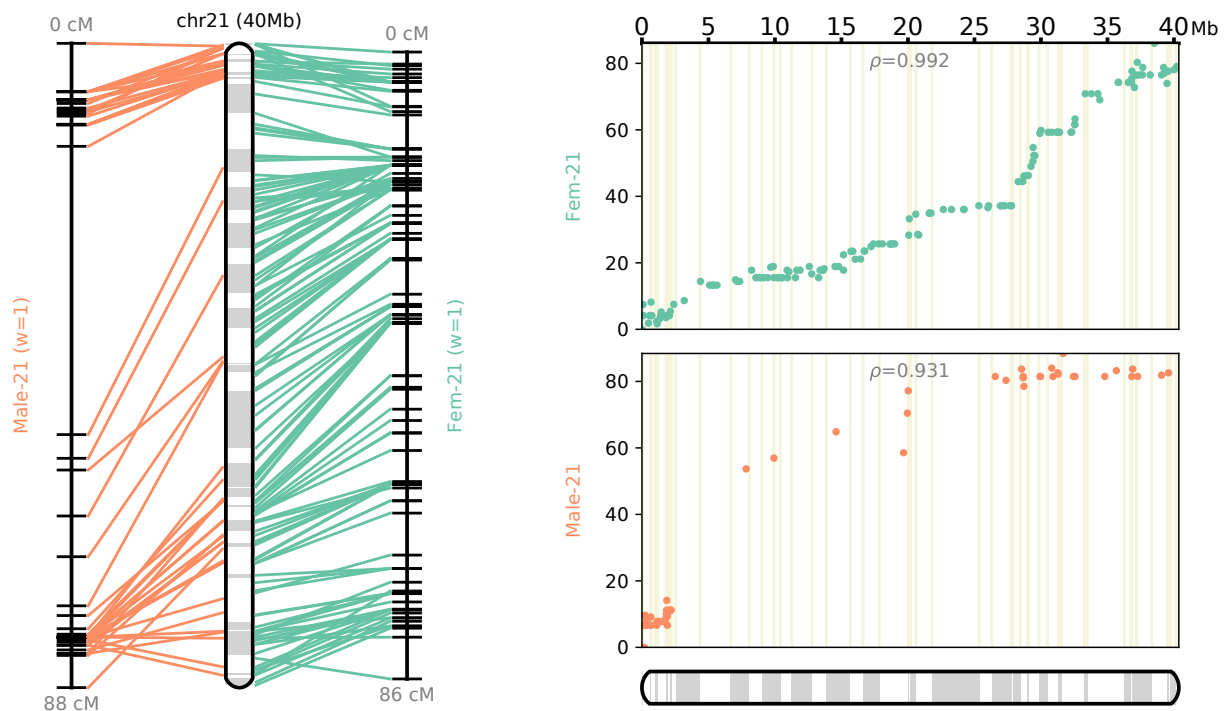 chr21 (40Mb)
0 cM
0 cM
Male-21 (w=1)
Fem-21 (w=1)
88 cM
86 cM
0 5 10 15 20 25 30 35 40 Mb
ρ=0.992
80
60
40
20
0
Fem-21
ρ=0.931
80
60
40
20
0
Male-21